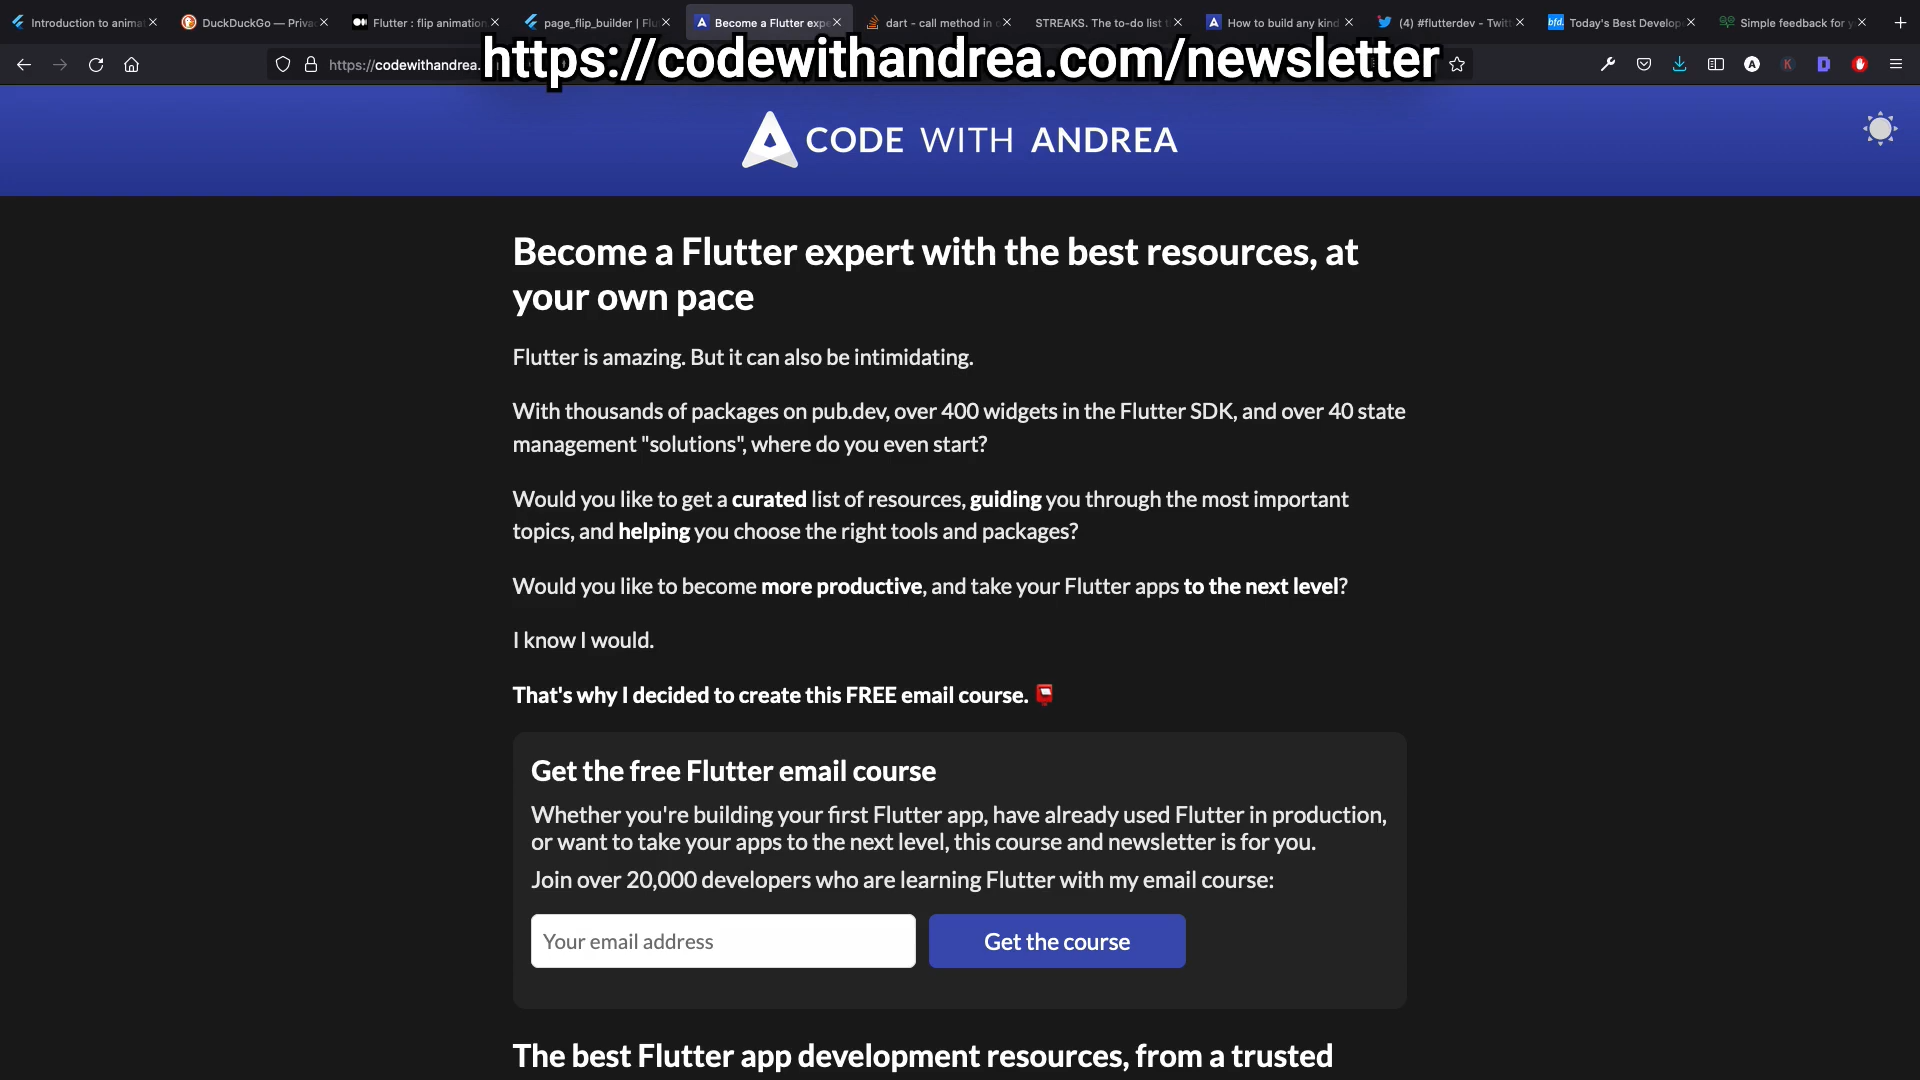 Introduction to anima
DuckDuckGo — Priva
Flutter : flip animation
page_flip_builder | Flu
Become a Flutter expe
dart - call method in
STREAKS. The to-do list t
How to build any kind
(4) #flutterdev - Twit
bfd. Today's Best Develop
Simple feedback for y
https://codewithandrea.
https://codewithandrea.com/newsletter
CODE WITH ANDREA
Become a Flutter expert with the best resources, at
your own pace
Flutter is amazing. But it can also be intimidating.
With thousands of packages on pub.dev, over 400 widgets in the Flutter SDK, and over 40 state
management "solutions", where do you even start?
Would you like to get a curated list of resources, guiding you through the most important
topics, and helping you choose the right tools and packages?
Would you like to become more productive, and take your Flutter apps to the next level?
I know I would.
That's why I decided to create this FREE email course. 📮
Get the free Flutter email course
Whether you're building your first Flutter app, have already used Flutter in production,
or want to take your apps to the next level, this course and newsletter is for you.
Join over 20,000 developers who are learning Flutter with my email course:
Your email address
Get the course
The best Flutter app development resources, from a trusted